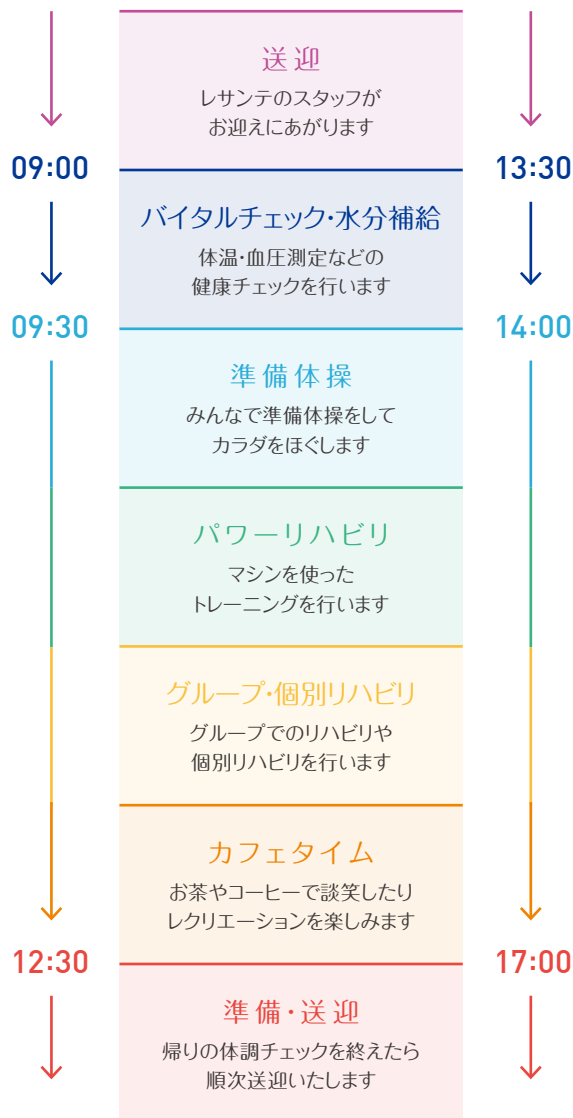 送迎
レサンテのスタッフが
お迎えにあがります
09:00
13:30
バイタルチェック・水分補給
体温・血圧測定などの
健康チェックを行います
09:30
14:00
準備体操
みんなで準備体操をして
カラダをほぐします
パワーリハビリ
マシンを使った
トレーニングを行います
グループ・個別リハビリ
グループでのリハビリや
個別リハビリを行います
カフェタイム
お茶やコーヒーで談笑したり
レクリエーションを楽しみます
12:30
17:00
準備・送迎
帰りの体調チェックを終えたら
順次送迎いたします